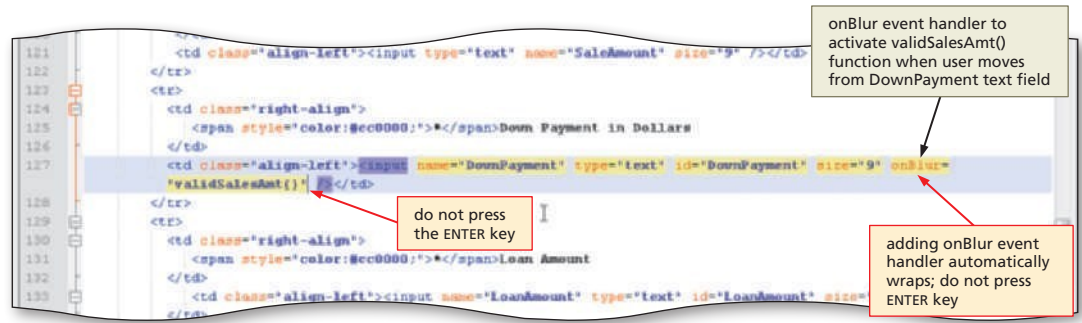 onBlur event handler to
activate validSalesAmt()
function when user moves
from DownPayment text field
121 <td class="align-left"><input type="text" name="SaleAmount" size="9" /></td>
122 </tr>
123 <tr>
124 <td class="right-align">
125 <span style="color:#cc0000;">*</span>Down Payment in Dollars
126 </td>
127 <td class="align-left"><input name="DownPayment" type="text" id="DownPayment" size="9" onBlur=
"validSalesAmt()" /></td>
128 </tr>
129 <tr>
130 <td class="right-align">
131 <span style="color:#cc0000;">*</span>Loan Amount
132 </td>
133 <td class="align-left"><input name="LoanAmount" type="text" id="LoanAmount" size=
</td>
do not press
the ENTER key
adding onBlur event
handler automatically
wraps; do not press
ENTER key